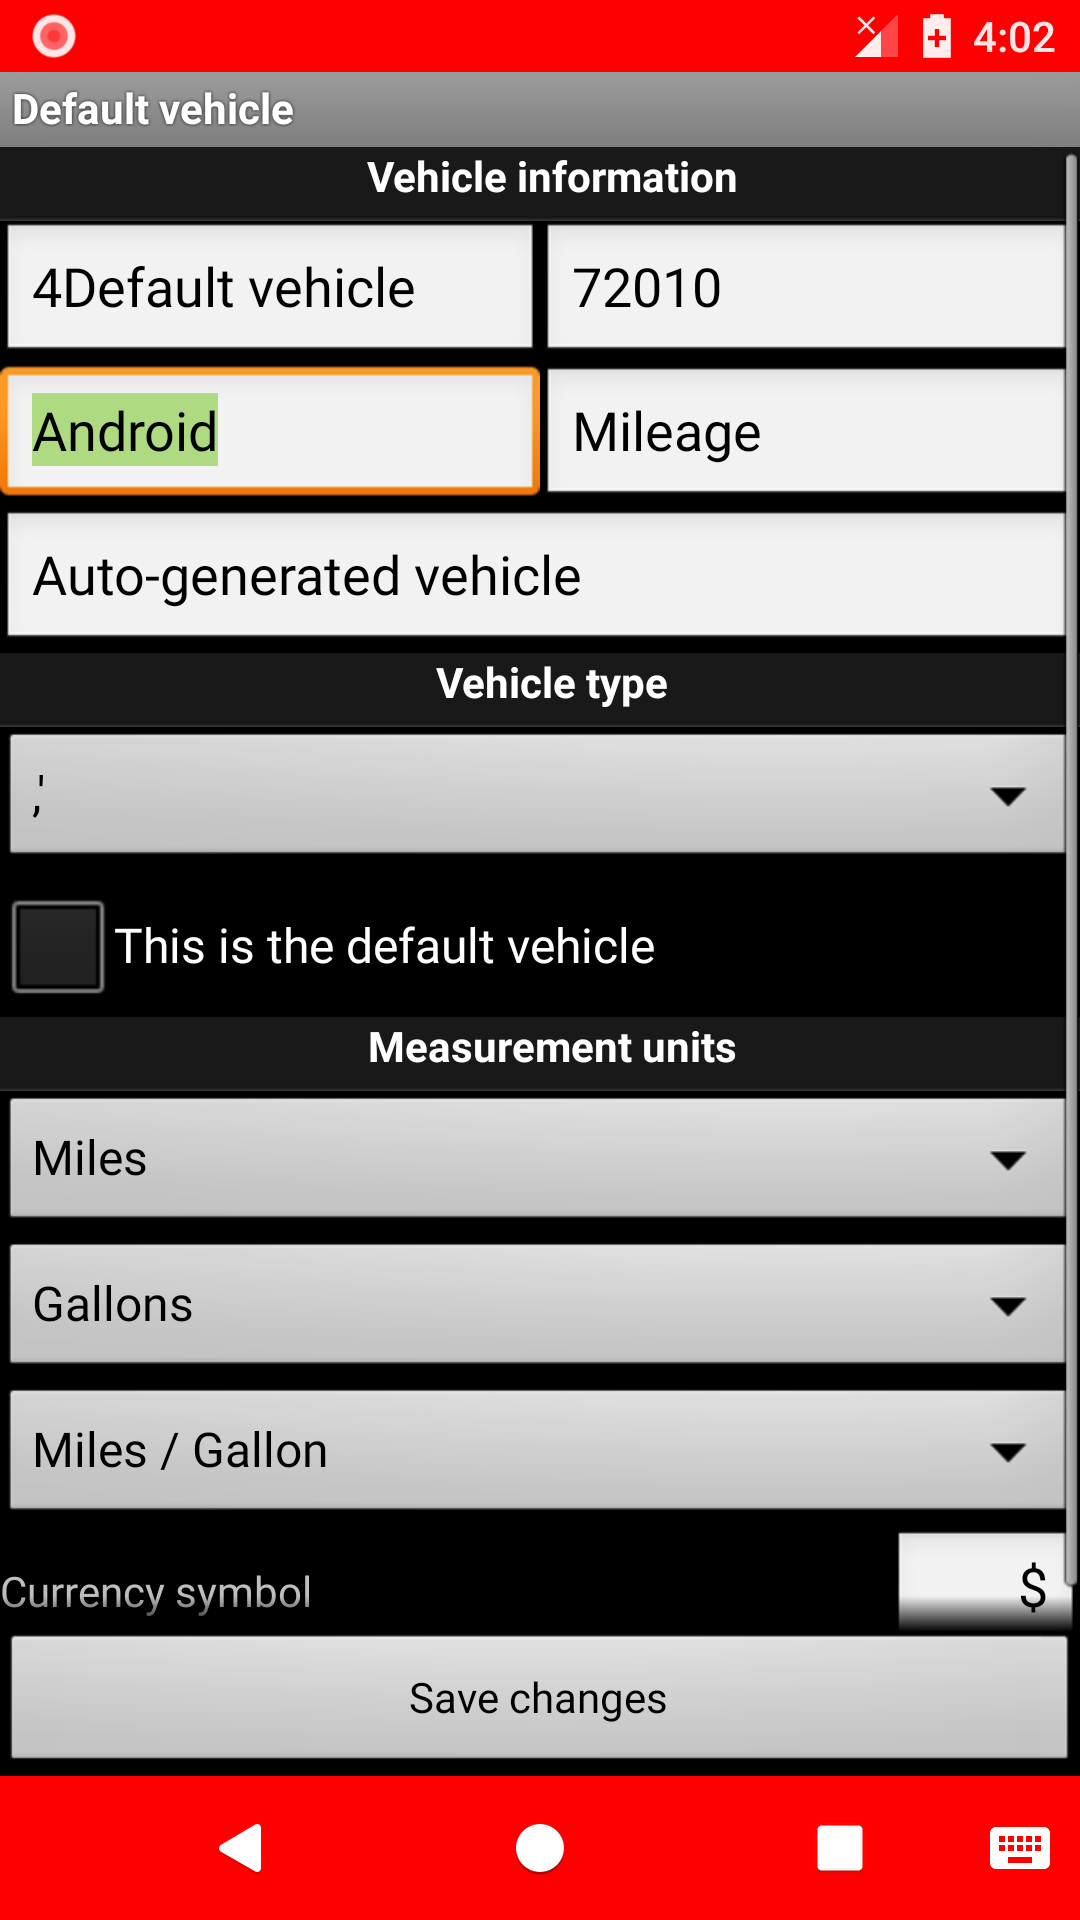 4:02
Default vehicle
Vehicle information
4Default vehicle
72010
Android
Mileage
Auto-generated vehicle
Vehicle type
,'
This is the default vehicle
Measurement units
Miles
Gallons
Miles / Gallon
Currency symbol
$
Save changes